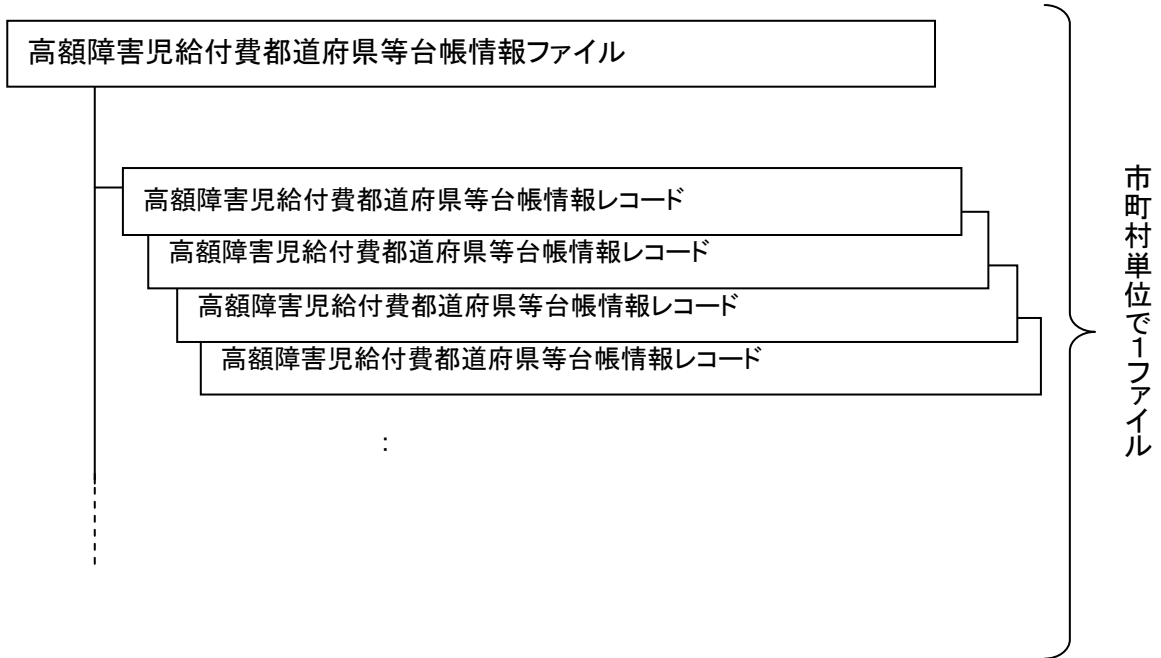 高額障害児給付費都道府県等台帳情報ファイル
高額障害児給付費都道府県等台帳情報レコード
高額障害児給付費都道府県等台帳情報レコード
高額障害児給付費都道府県等台帳情報レコード
高額障害児給付費都道府県等台帳情報レコード
:
市町村単位で1ファイル